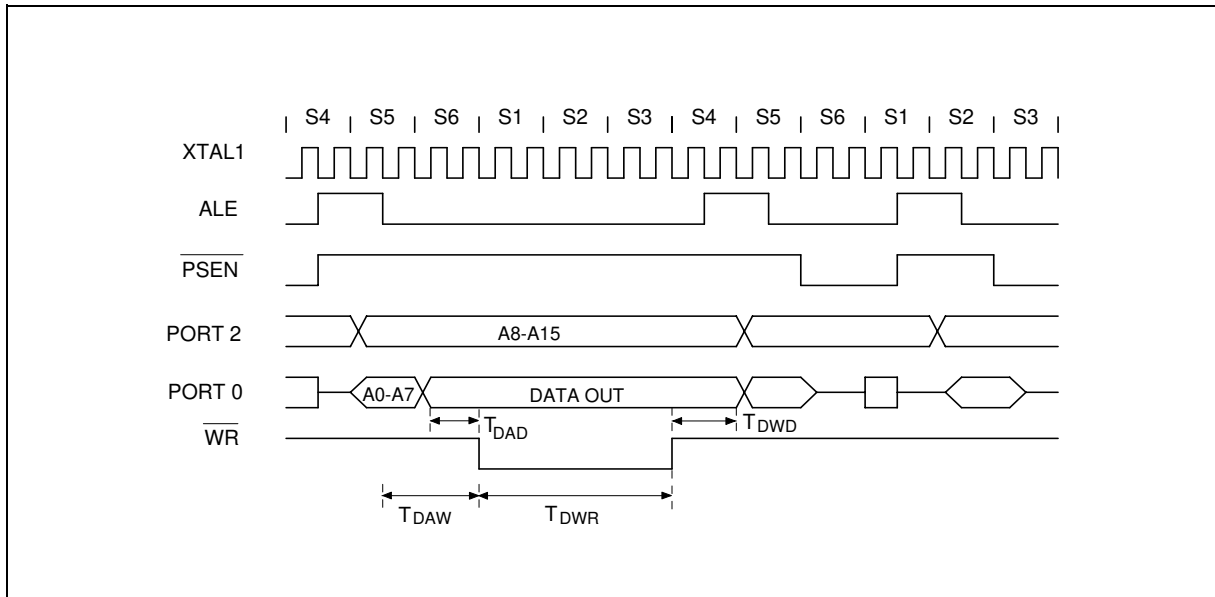 S4 S5 S6 S1 S2 S3 S4 S5 S6 S1 S2 S3
XTAL1
ALE
PSEN
PORT 2 A8-A15
PORT 0 A0-A7 DATA OUT
TDAD TDWD
WR
TDAW TDWR